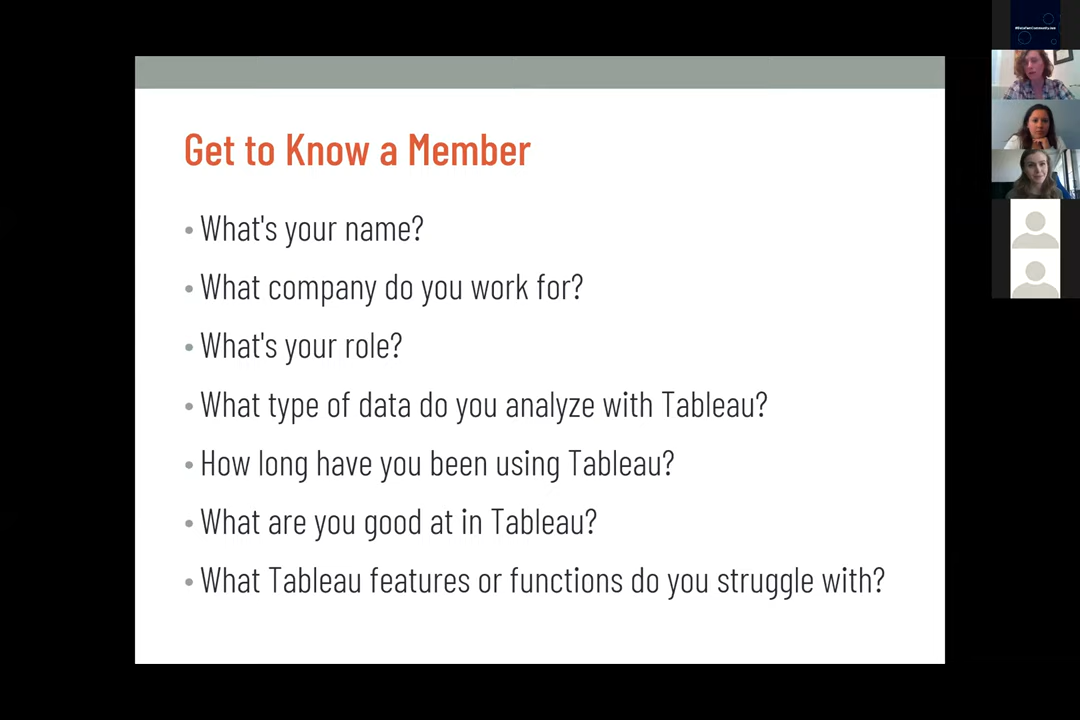 Get to Know a Member
• What's your name?
• What company do you work for?
• What's your role?
• What type of data do you analyze with Tableau?
• How long have you been using Tableau?
• What are you good at in Tableau?
• What Tableau features or functions do you struggle with?